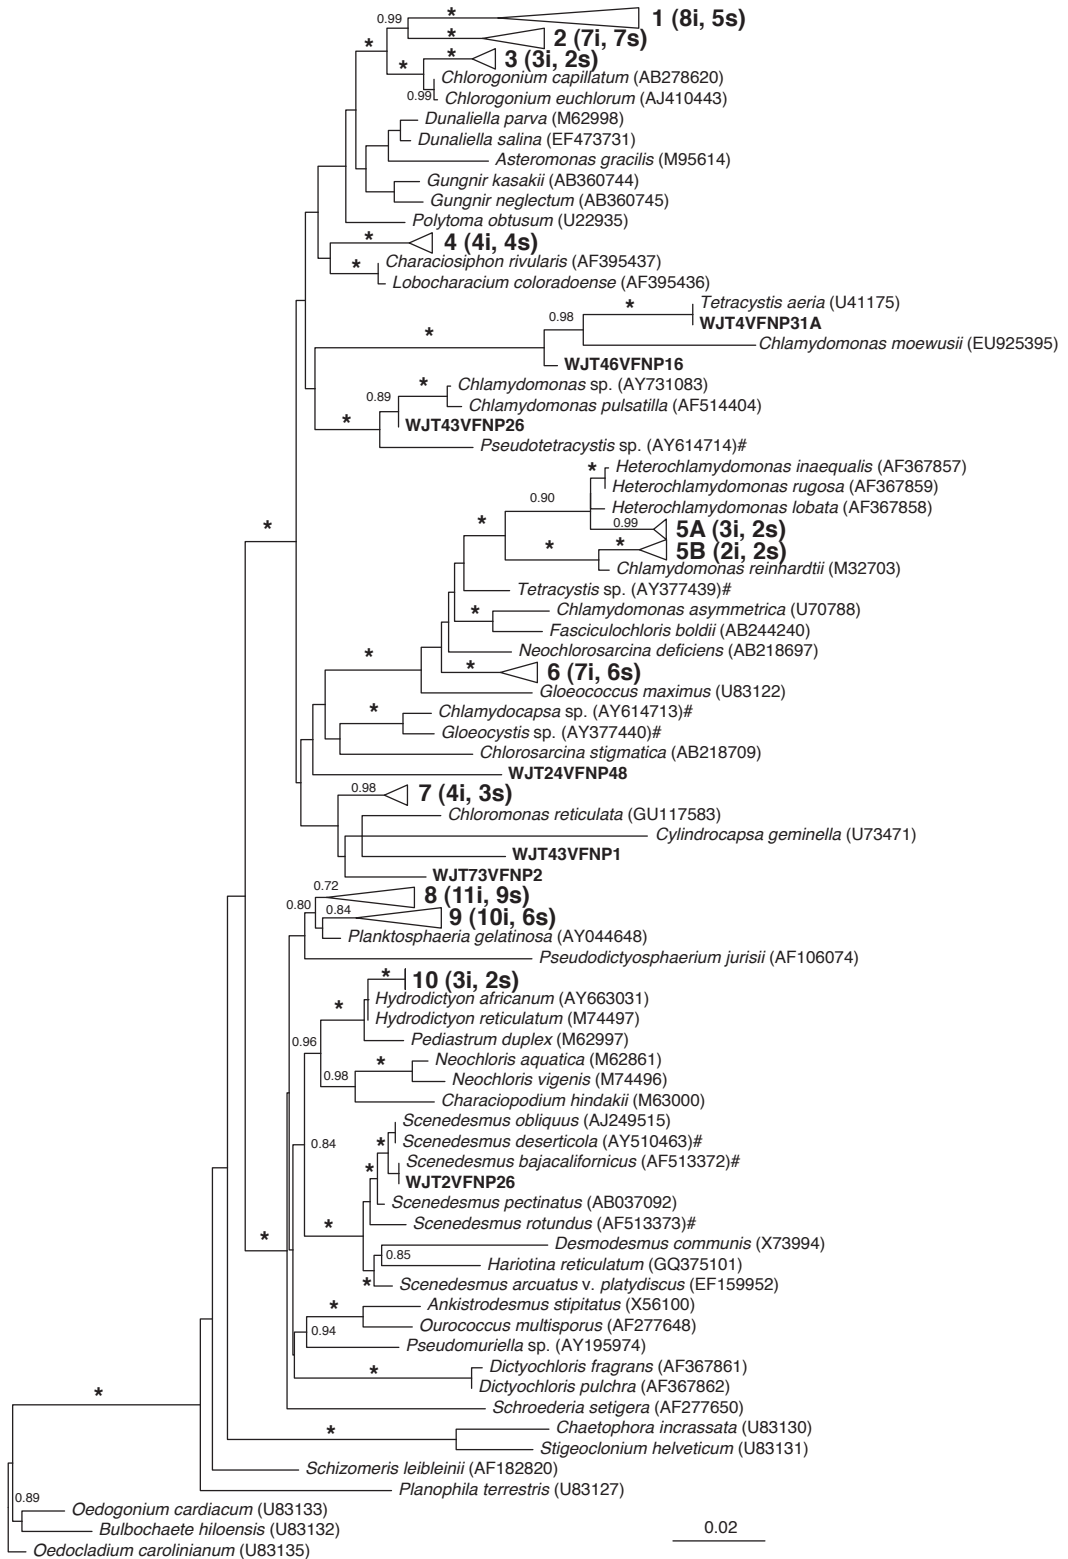 *
0.99
1 (8i, 5s)
*
2 (7i, 7s)
*
*
3 (3i, 2s)
*
Chlorogonium capillatum (AB278620)
0.99
Chlorogonium euchlorum (AJ410443)
Dunaliella parva (M62998)
Dunaliella salina (EF473731)
Asteromonas gracilis (M95614)
Gungnir kasakii (AB360744)
Gungnir neglectum (AB360745)
Polytoma obtusum (U22935)
*
4 (4i, 4s)
*
Characiosiphon rivularis (AF395437)
Lobocharacium coloradoense (AF395436)
*
Tetracystis aeria (U41175)
0.98
WJT4VFNP31A
*
Chlamydomonas moewusii (EU925395)
WJT46VFNP16
*
Chlamydomonas sp. (AY731083)
0.89
Chlamydomonas pulsatilla (AF514404)
*
WJT43VFNP26
Pseudotetracystis sp. (AY614714)#
*
Heterochlamydomonas inaequalis (AF367857)
Heterochlamydomonas rugosa (AF367859)
0.90
Heterochlamydomonas lobata (AF367858)
*
*
0.99
5A (3i, 2s)
*
*
5B (2i, 2s)
Chlamydomonas reinhardtii (M32703)
Tetracystis sp. (AY377439)#
*
Chlamydomonas asymmetrica (U70788)
Fasciculochloris boldii (AB244240)
Neochlorosarcina deficiens (AB218697)
*
*
6 (7i, 6s)
Gloeococcus maximus (U83122)
*
Chlamydocapsa sp. (AY614713)#
Gloeocystis sp. (AY377440)#
Chlorosarcina stigmatica (AB218709)
WJT24VFNP48
0.98
7 (4i, 3s)
Chloromonas reticulata (GU117583)
Cylindrocapsa geminella (U73471)
WJT43VFNP1
WJT73VFNP2
0.72
8 (11i, 9s)
0.80
0.84
9 (10i, 6s)
Planktosphaeria gelatinosa (AY044648)
Pseudodictyosphaerium jurisii (AF106074)
*
10 (3i, 2s)
*
Hydrodictyon africanum (AY663031)
Hydrodictyon reticulatum (M74497)
0.96
Pediastrum duplex (M62997)
*
Neochloris aquatica (M62861)
0.98
Neochloris vigenis (M74496)
Characiopodium hindakii (M63000)
Scenedesmus obliquus (AJ249515)
0.84
*
Scenedesmus deserticola (AY510463)#
*
Scenedesmus bajacalifornicus (AF513372)#
WJT2VFNP26
Scenedesmus pectinatus (AB037092)
*
*
Scenedesmus rotundus (AF513373)#
Desmodesmus communis (X73994)
0.85
Hariotina reticulatum (GQ375101)
*
Scenedesmus arcuatus v. platydiscus (EF159952)
*
Ankistrodesmus stipitatus (X56100)
0.94
Ourococcus multisporus (AF277648)
Pseudomuriella sp. (AY195974)
*
Dictyochloris fragrans (AF367861)
Dictyochloris pulchra (AF367862)
*
Schroederia setigera (AF277650)
*
Chaetophora incrassata (U83130)
Stigeoclonium helveticum (U83131)
Schizomeris leibleinii (AF182820)
Planophila terrestris (U83127)
0.89
Oedogonium cardiacum (U83133)
Bulbochaete hiloensis (U83132)
0.02
Oedocladium carolinianum (U83135)